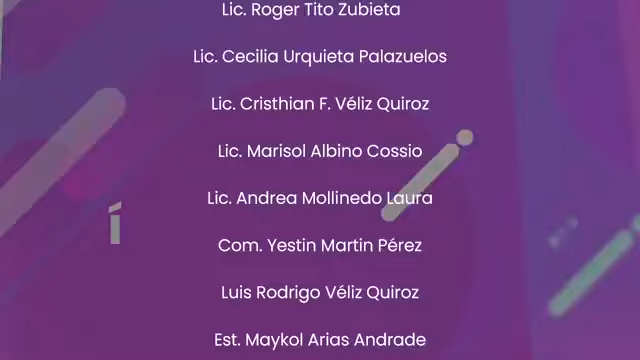 Lic. Roger Tito Zubieta
Lic. Cecilia Urquieta Palazuelos
Lic. Cristhian F. Véliz Quiroz
Lic. Marisol Albino Cossio
Lic. Andrea Mollinedo Laura
í
Com. Yestin Martin Pérez
Luis Rodrigo Véliz Quiroz
Est. Maykol Arias Andrade